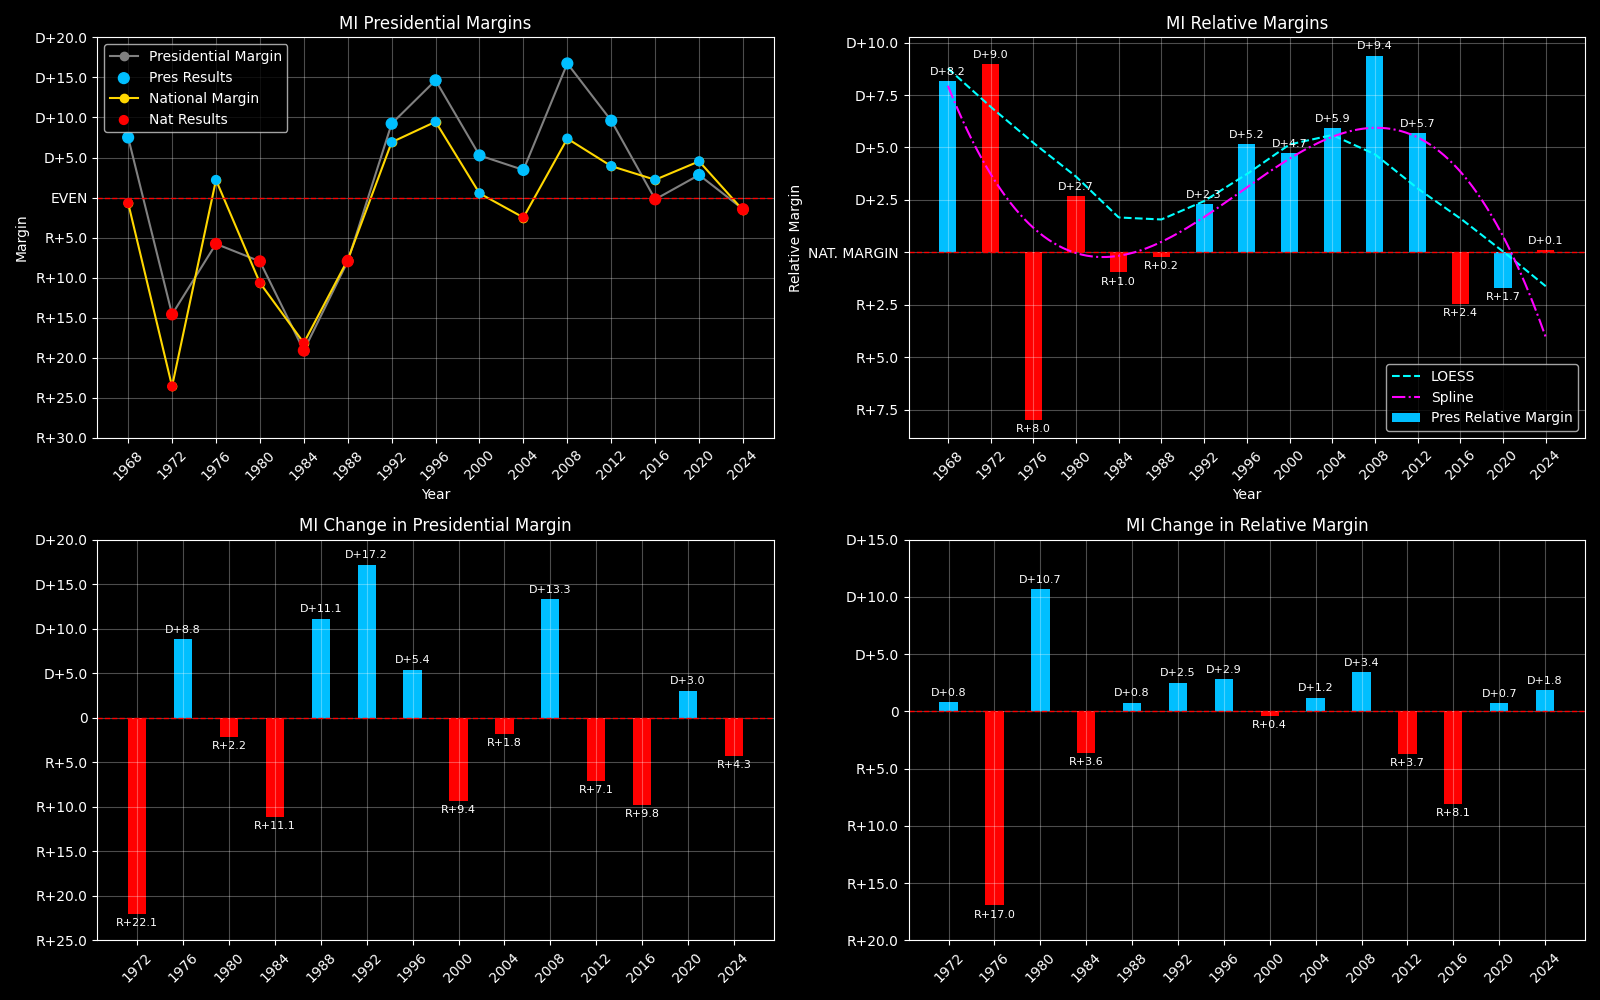 MI Presidential Margins
D+20.0
D+15.0
D+10.0
D+5.0
EVEN
R+5.0
R+10.0
R+15.0
R+20.0
R+25.0
R+30.0
Margin
Presidential Margin
Pres Results
National Margin
Nat Results
1968
1972
1976
1980
1984
1988
1992
1996
2000
2004
2008
2012
2016
2020
2024
Year
MI Relative Margins
D+10.0
D+7.5
D+5.0
D+2.5
NAT. MARGIN
R+2.5
R+5.0
R+7.5
Relative Margin
D+8.2
D+9.0
R+8.0
D+2.7
R+1.0
R+0.2
D+2.3
D+5.2
D+4.7
D+5.9
D+9.4
D+5.7
R+2.4
R+1.7
D+0.1
LOESS
Spline
Pres Relative Margin
1968
1972
1976
1980
1984
1988
1992
1996
2000
2004
2008
2012
2016
2020
2024
Year
MI Change in Presidential Margin
D+20.0
D+15.0
D+10.0
D+5.0
0
R+5.0
R+10.0
R+15.0
R+20.0
R+25.0
R+22.1
D+8.8
R+2.2
R+11.1
D+11.1
D+17.2
D+5.4
R+9.4
R+1.8
D+13.3
R+7.1
R+9.8
D+3.0
R+4.3
1972
1976
1980
1984
1988
1992
1996
2000
2004
2008
2012
2016
2020
2024
MI Change in Relative Margin
D+15.0
D+10.0
D+5.0
0
R+5.0
R+10.0
R+15.0
R+20.0
D+0.8
R+17.0
D+10.7
R+3.6
D+0.8
D+2.5
D+2.9
R+0.4
D+1.2
D+3.4
R+3.7
R+8.1
D+0.7
D+1.8
1972
1976
1980
1984
1988
1992
1996
2000
2004
2008
2012
2016
2020
2024